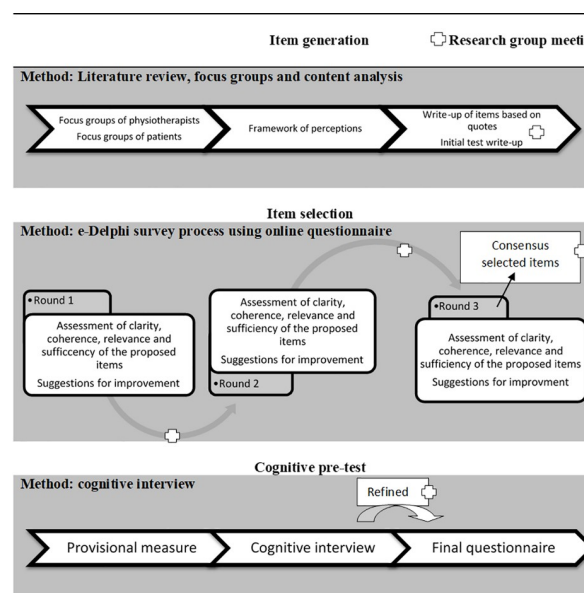 Item generation
Research group meeti
Method: Literature review, focus groups and content analysis
Focus groups of physiotherapists
Focus groups of patients
Framework of perceptions
Write-up of items based on
quotes
Initial test write-up
Item selection
Method: e-Delphi survey process using online questionnaire
Consensus
selected items
•Round 1
Assessment of clarity,
coherence, relevance and
sufficcency of the proposed
items
Suggestions for improvement
Assessment of clarity,
coherence, relevance and
sufficiency of the proposed
items
Suggestions for improvement
•Round 2
•Round 3
Assessment of clarity,
coherence, relevance and
sufficiency of the proposed items
Suggestions for improvment
Cognitive pre-test
Method: cognitive interview
Refined
Provisional measure
Cognitive interview
Final questionnaire